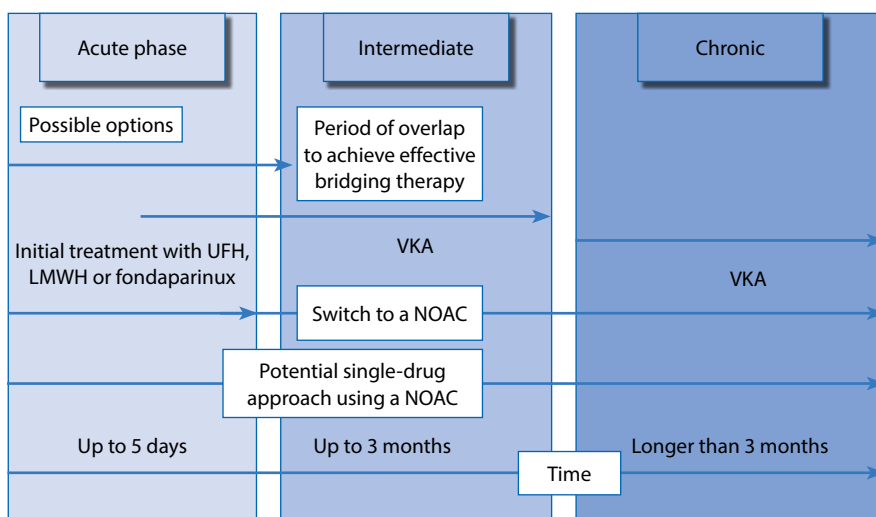 Acute phase
Intermediate
Chronic
Possible options
Period of overlap
to achieve effective
bridging therapy
Initial treatment with UFH,
LMWH or fondaparinux
VKA
VKA
Switch to a NOAC
Potential single-drug
approach using a NOAC
Up to 5 days
Up to 3 months
Longer than 3 months
Time